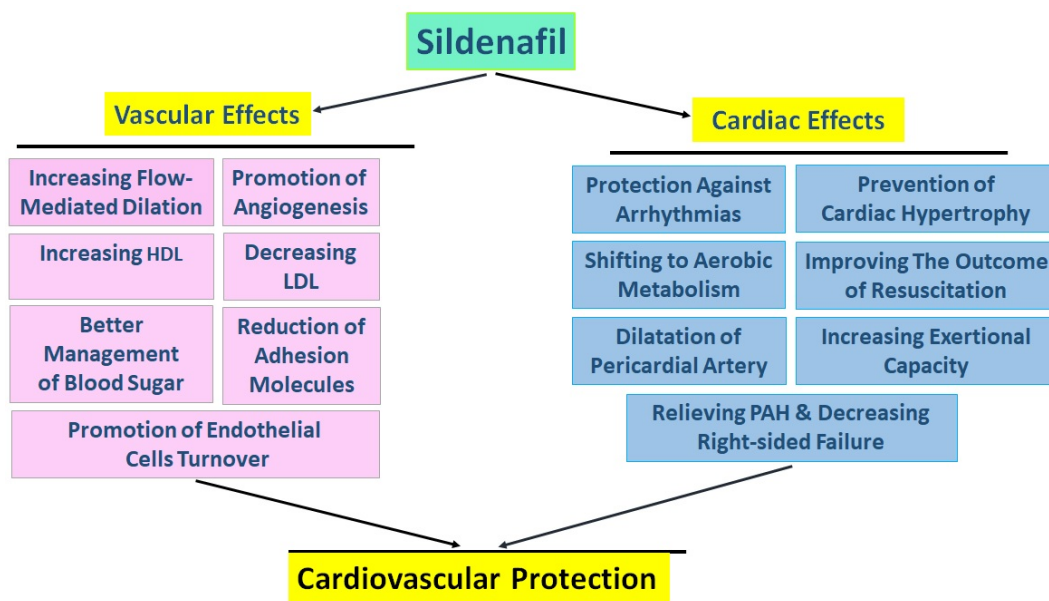 Sildenafil
Vascular Effects
Cardiac Effects
Increasing Flow-
Mediated Dilation
Promotion of
Angiogenesis
Increasing HDL
Decreasing
LDL
Better
Management
of Blood Sugar
Reduction of
Adhesion
Molecules
Promotion of Endothelial
Cells Turnover
Protection Against
Arrhythmias
Prevention of
Cardiac Hypertrophy
Shifting to Aerobic
Metabolism
Improving The Outcome
of Resuscitation
Dilatation of
Pericardial Artery
Increasing Exertional
Capacity
Relieving PAH & Decreasing
Right-sided Failure
Cardiovascular Protection